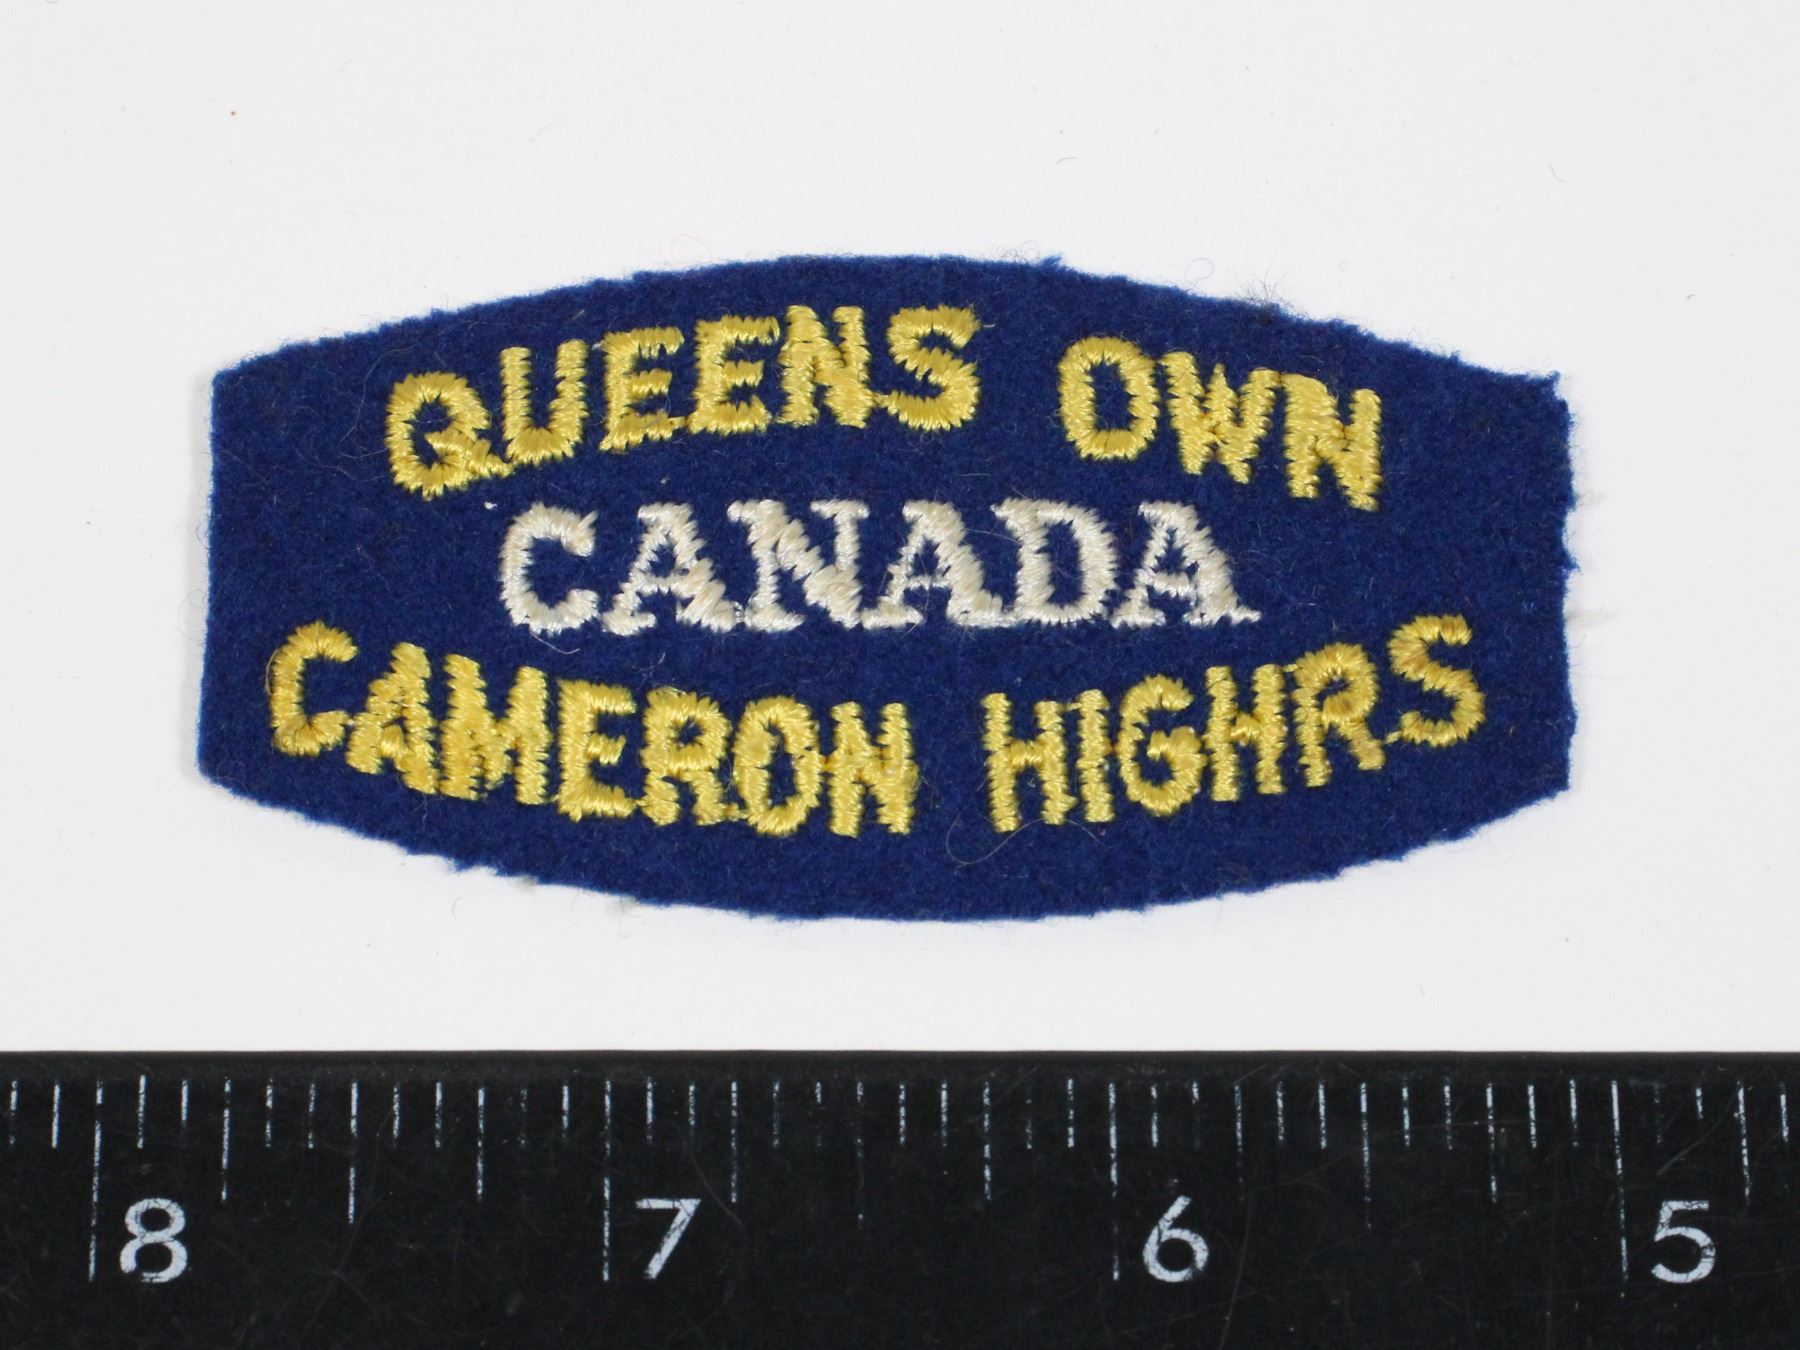 QUEENS OWN
CANADA
CAMERON HIGHRS
8 7 6 5